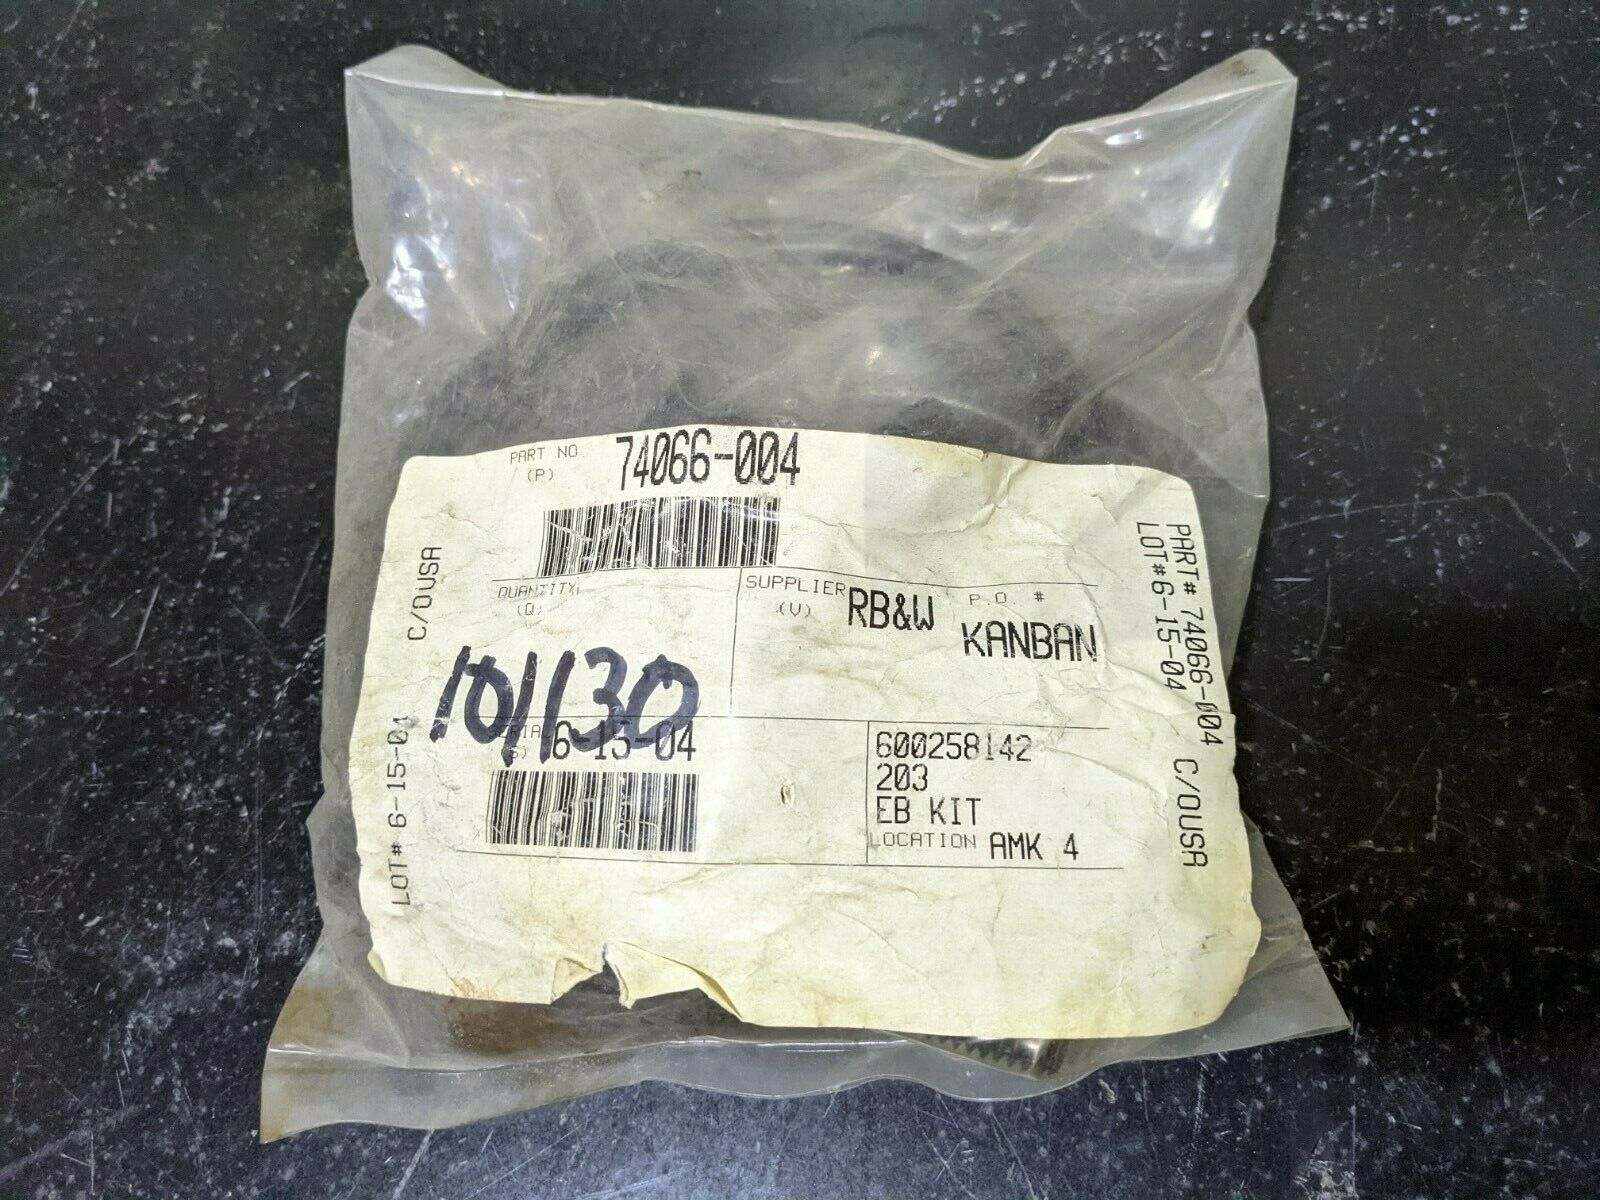 PART NO 74066-004
(P)
QUANTITY
(Q)
SUPPLIER RB&W
(V)
P.O. #
KANBAN
101130
SERIAL 6-15-04
(S)
600258142
203
EB KIT
LOCATION AMK 4
LOT# 6-15-04 C/OUSA
PART# 74066-004 C/OUSA
LOT#6-15-04